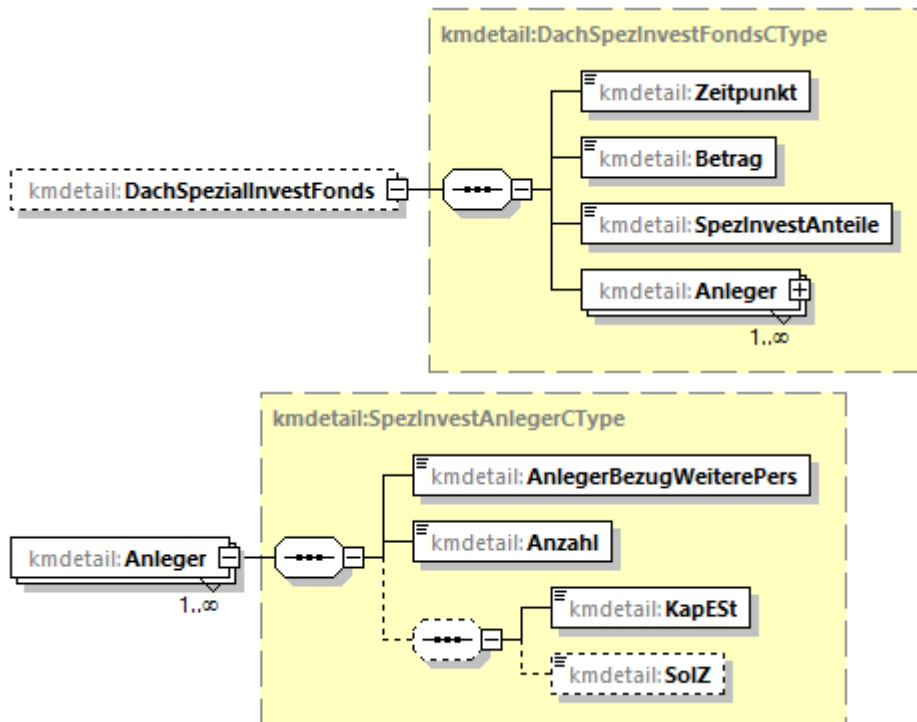 kmdetail:DachSpezInvestFondsCType
kmdetail:Zeitpunkt
kmdetail:Betrag
kmdetail:DachSpezialInvestFonds
kmdetail:SpezInvestAnteile
kmdetail:Anleger
1..∞
kmdetail:SpezInvestAnlegerCType
kmdetail:AnlegerBezugWeiterePers
kmdetail:Anzahl
kmdetail:Anleger
1..∞
kmdetail:KapESt
kmdetail:SolZ